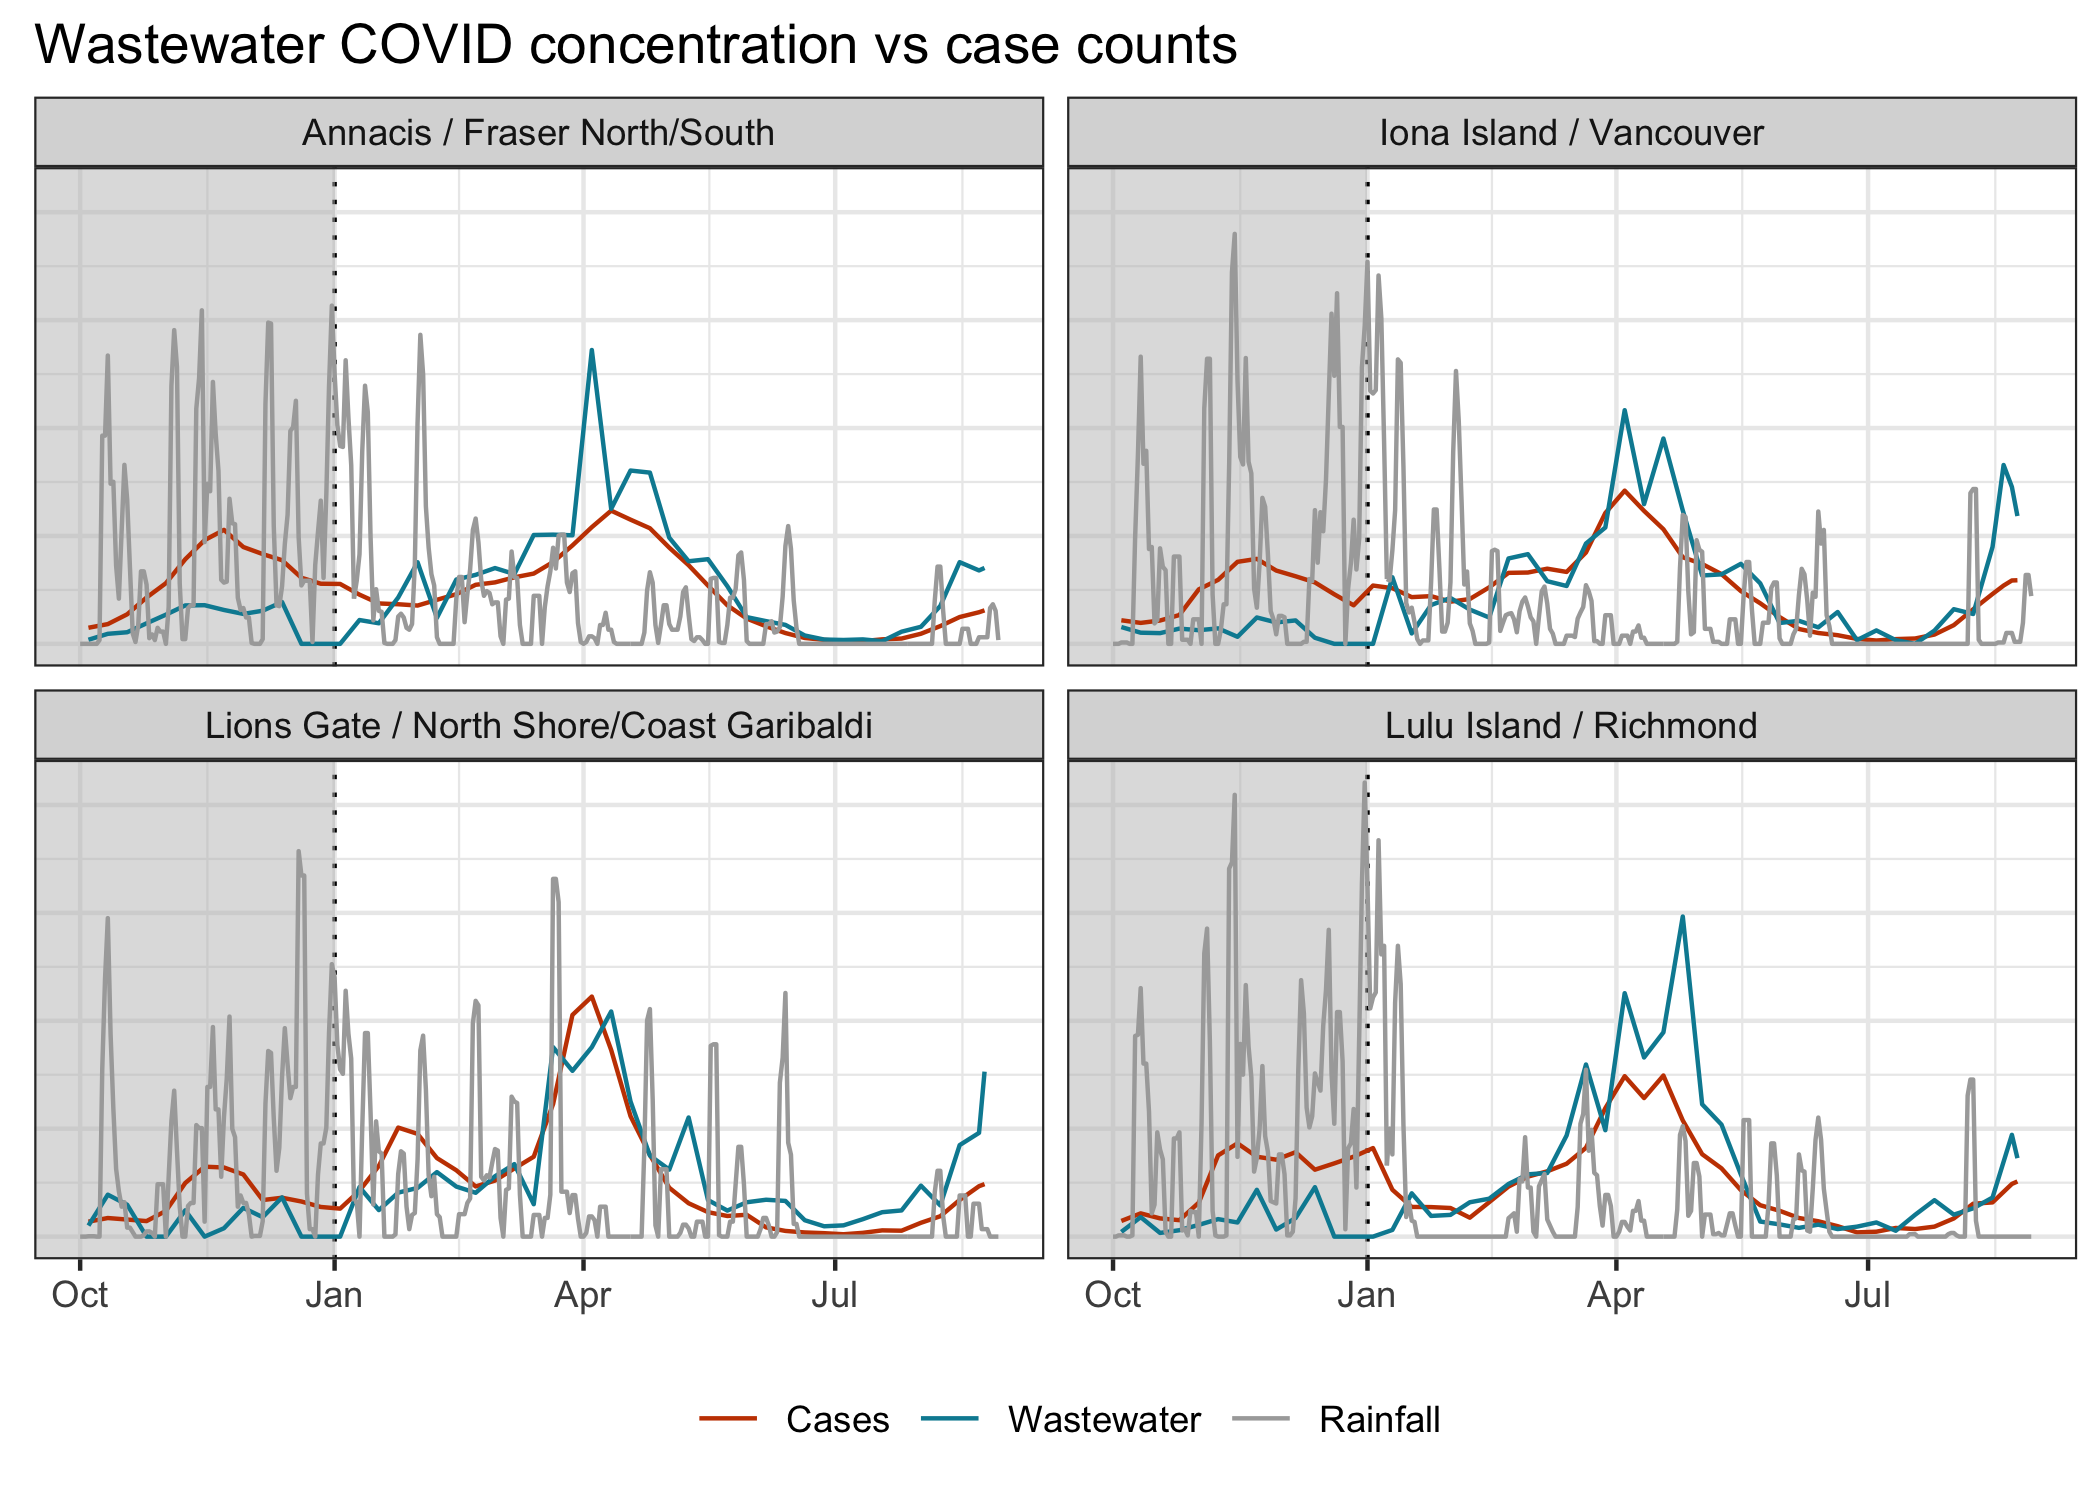 Wastewater COVID concentration vs case counts
Annacis / Fraser North/South
Iona Island / Vancouver
Lions Gate / North Shore/Coast Garibaldi
Lulu Island / Richmond
Oct Jan Apr Jul
Oct Jan Apr Jul
Cases Wastewater Rainfall